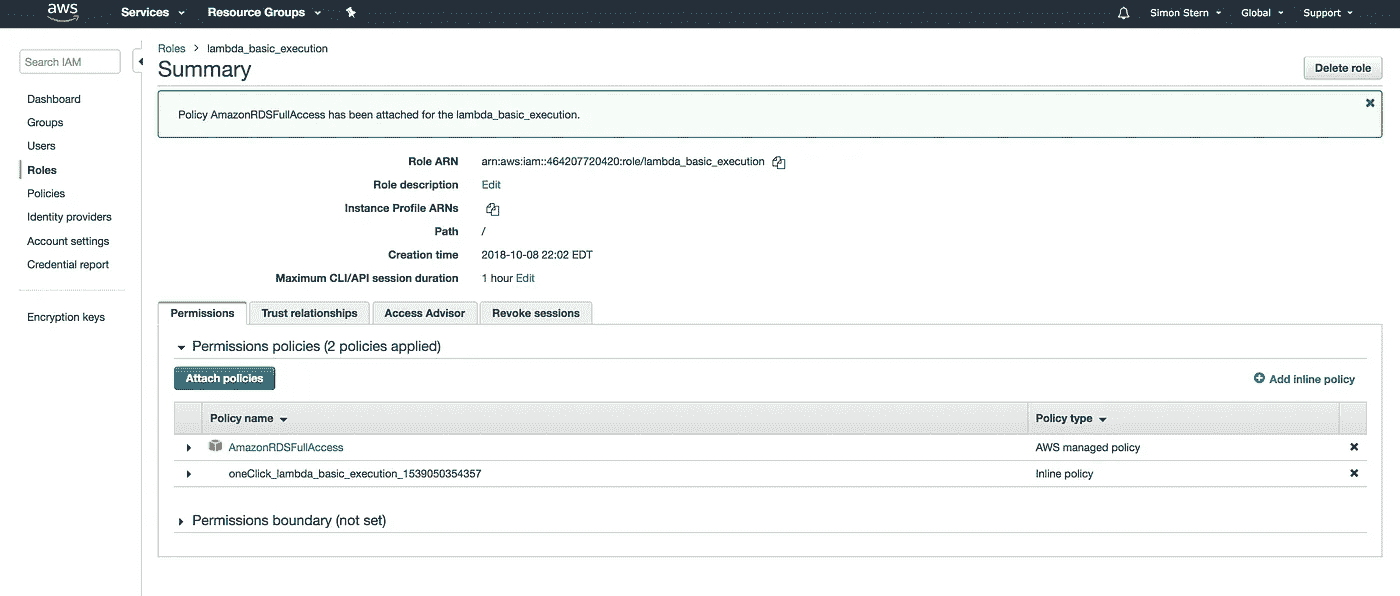 aws
Services Resource Groups Simon Stern Global Support
Search IAM
Dashboard
Groups
Users
Roles
Policies
Identity providers
Account settings
Credential report
Encryption keys
Roles > lambda_basic_execution
Summary
Delete role
Policy AmazonRDSFullAccess has been attached for the lambda_basic_execution.
Role ARN arn:aws:iam::464207720420:role/lambda_basic_execution
Role description Edit
Instance Profile ARNs
Path /
Creation time 2018-10-08 22:02 EDT
Maximum CLI/API session duration 1 hour Edit
Permissions Trust relationships Access Advisor Revoke sessions
Permissions policies (2 policies applied)
Attach policies Add inline policy
Policy name Policy type
AmazonRDSFullAccess AWS managed policy
oneClick_lambda_basic_execution_1539050354357 Inline policy
Permissions boundary (not set)